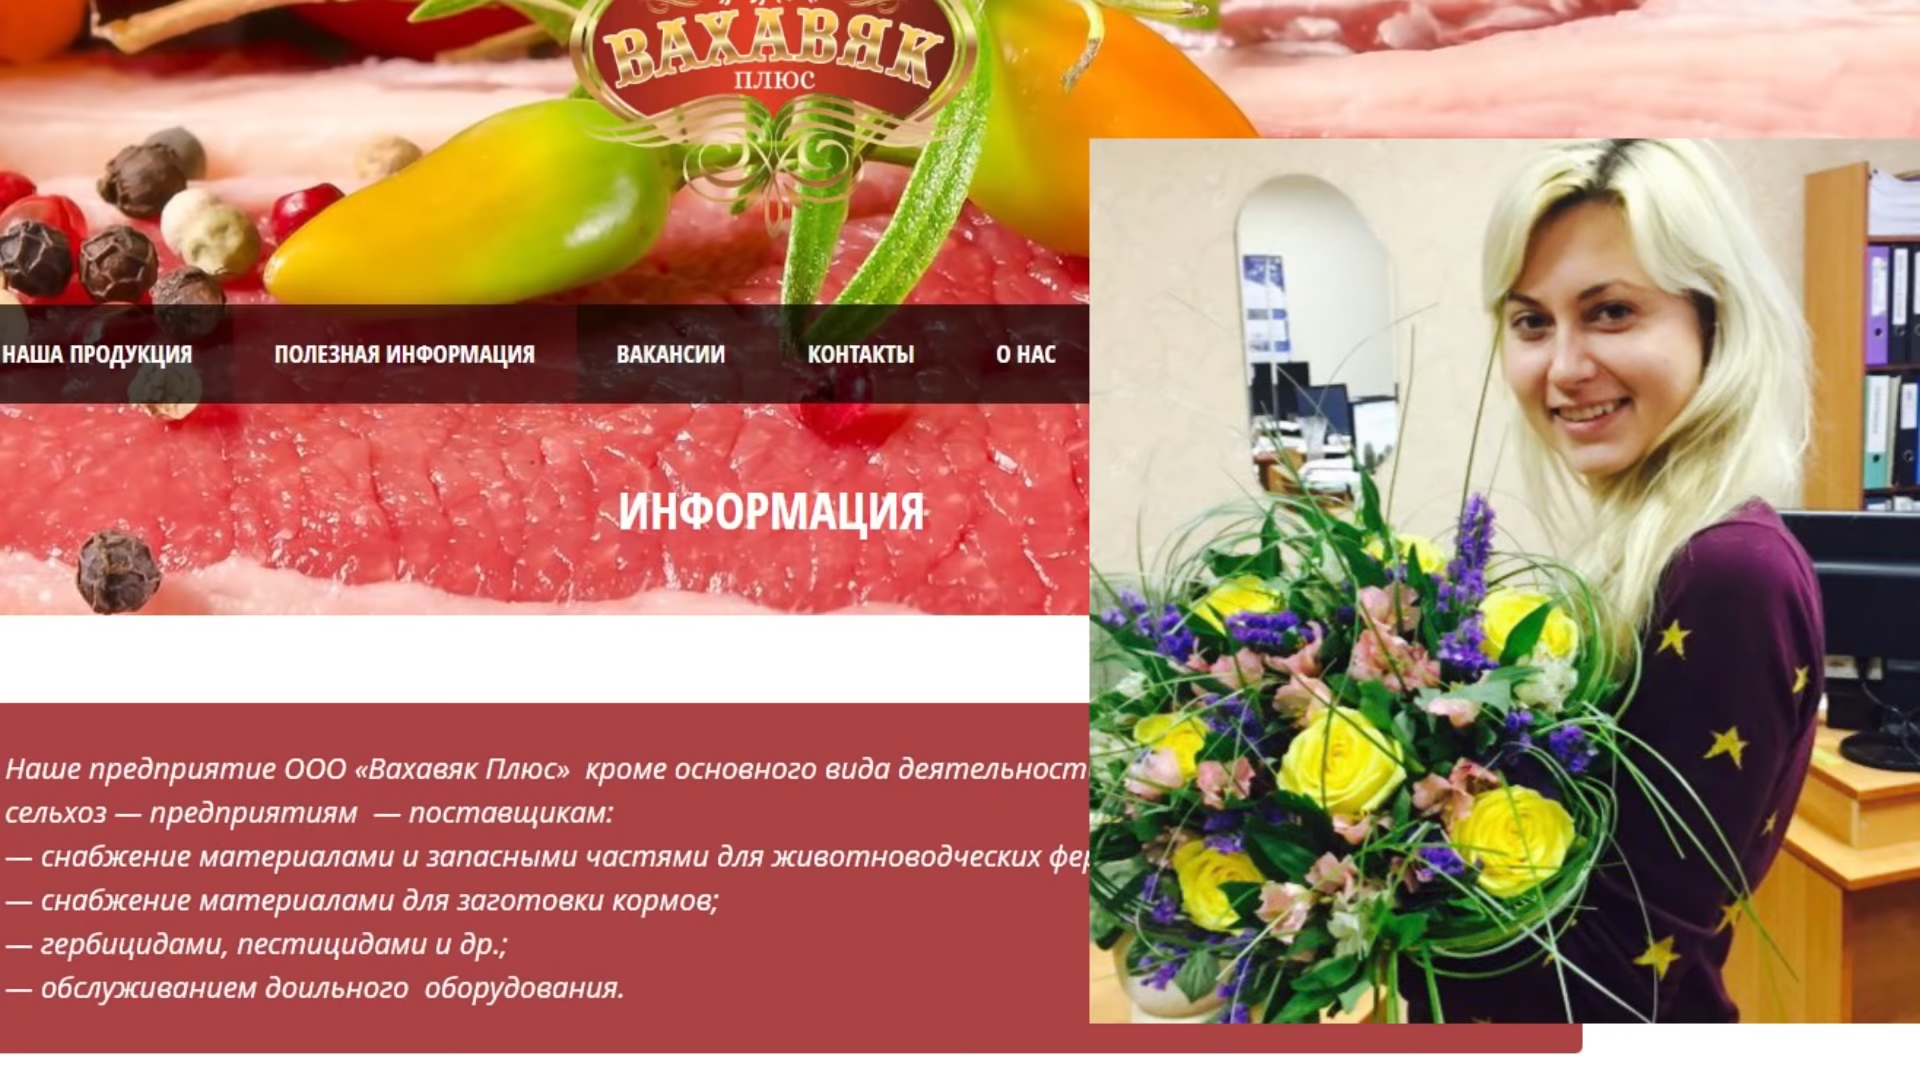 ВАХАВЯК
ПЛЮС
НАША ПРОДУКЦИЯ ПОЛЕЗНАЯ ИНФОРМАЦИЯ ВАКАНСИИ КОНТАКТЫ О НАС
ИНФОРМАЦИЯ
Наше предприятие ООО «Вахавяк Плюс» кроме основного вида
сельхоз — предприятиям — поставщикам:
— снабжение материалами и запасными частями для животноводческих
— снабжение материалами для заготовки кормов;
— гербицидами, пестицидами и др.;
— обслуживанием доильного оборудования.